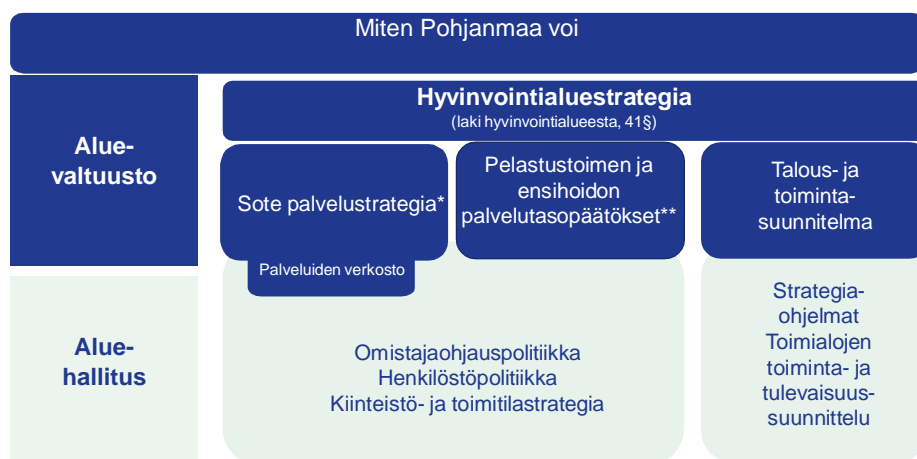 Miten Pohjanmaa voi
Alue-
valtuusto
Hyvinvointialuestrategia
(laki hyvinvointialueesta, 41§)
Sote palvelustrategia*
Palveluiden verkosto
Pelastustoimen ja
ensihoidon
palvelutasopäätökset**
Talous- ja
toiminta-
suunnitelma
Alue-
hallitus
Omistajaohjauspolitiikka
Henkilöstöpolitiikka
Kiinteistö- ja toimitilastrategia
Strategia-
ohjelmat
Toimialojen
toiminta- ja
tulevaisuus-
suunnittelu